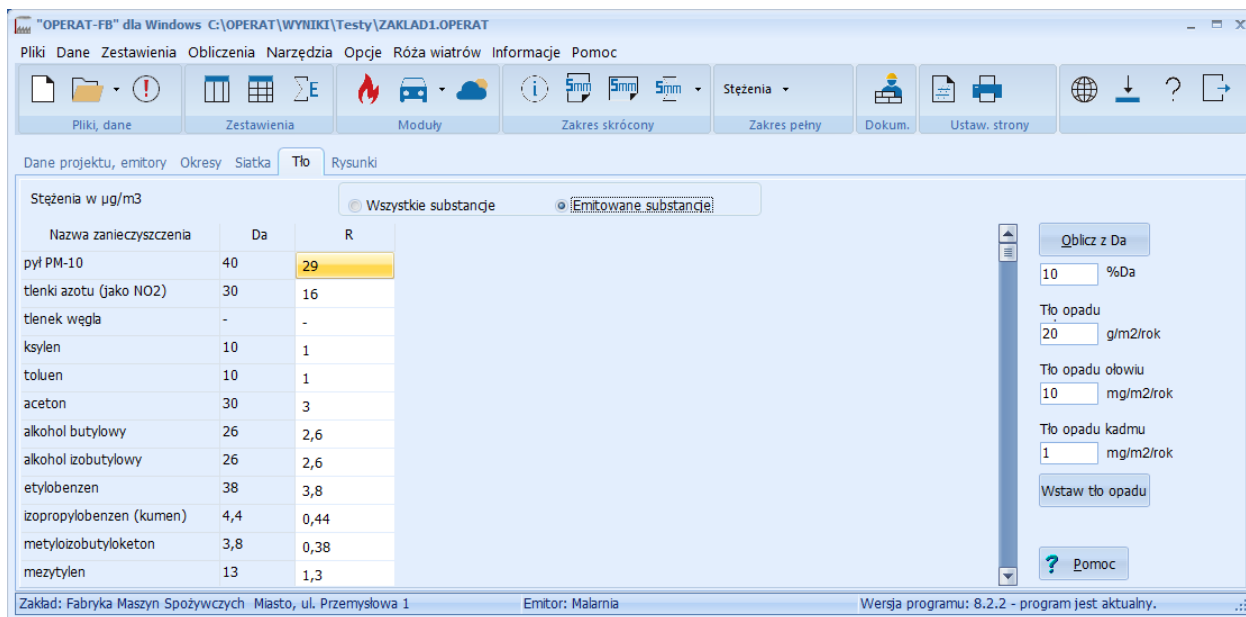 "OPERAT-FB" dla Windows C:\OPERAT\WYNIKI\Testy\ZAKLAD1.OPERAT
Pliki Dane Zestawienia Obliczenia Narzędzia Opcje Róża wiatrów Informacje Pomoc
ΣE 5mm 5mm 5mm Stężenia
Pliki, dane Zestawienia Moduły Zakres skrócony Zakres pełny Dokum. Ustaw. strony
Dane projektu, emitory Okresy Siatka Tło Rysunki
Stężenia w µg/m3 Wszystkie substancje Emitowane substancje
Nazwa zanieczyszczenia Da R
pył PM-10 40 29
tlenki azotu (jako NO2) 30 16
tlenek węgla - -
ksylen 10 1
toluen 10 1
aceton 30 3
alkohol butylowy 26 2,6
alkohol izobutylowy 26 2,6
etylobenzen 38 3,8
izopropylobenzen (kumen) 4,4 0,44
metyloizobutyloketon 3,8 0,38
mezytylen 13 1,3
Oblicz z Da
10 %Da
Tło opadu
20 g/m2/rok
Tło opadu ołowiu
10 mg/m2/rok
Tło opadu kadmu
1 mg/m2/rok
Wstaw tło opadu
? Pomoc
Zakład: Fabryka Maszyn Spożywczych Miasto, ul. Przemysłowa 1 Emitor: Malarnia Wersja programu: 8.2.2 - program jest aktualny.